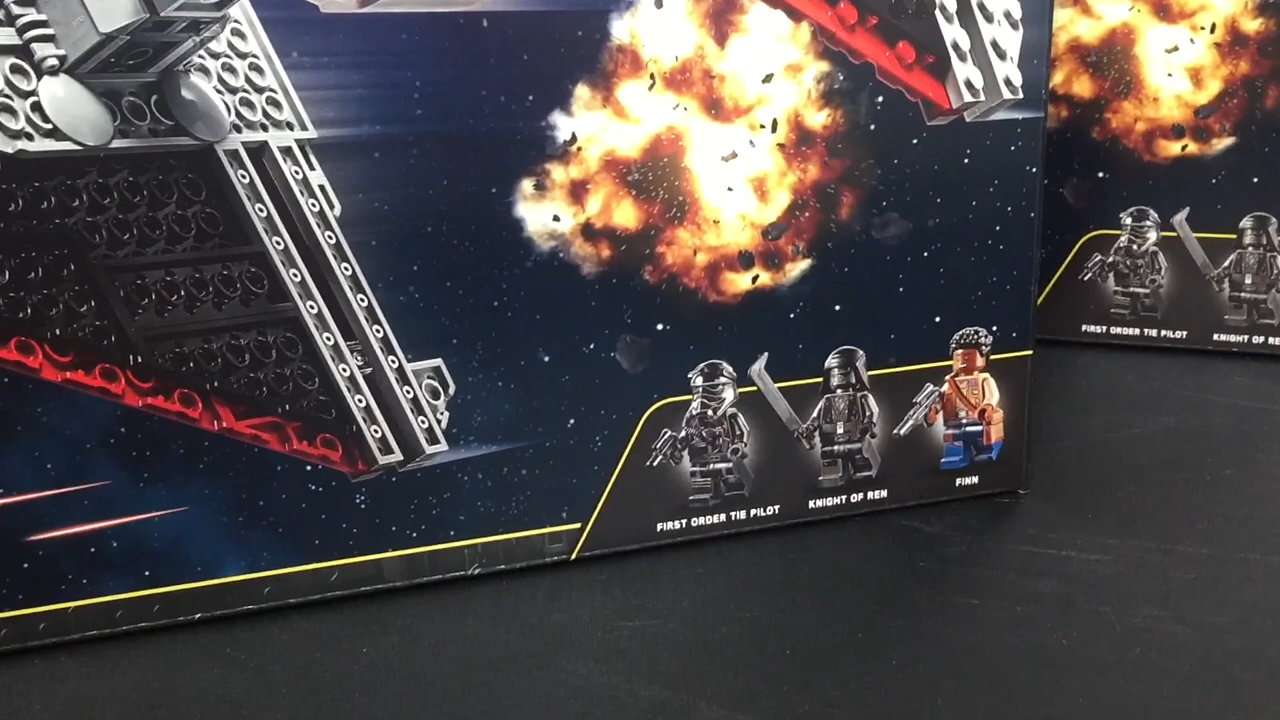 FIRST ORDER TIE PILOT
KNIGHT OF REN
FINN
FIRST ORDER TIE PILOT
KNIGHT OF RE